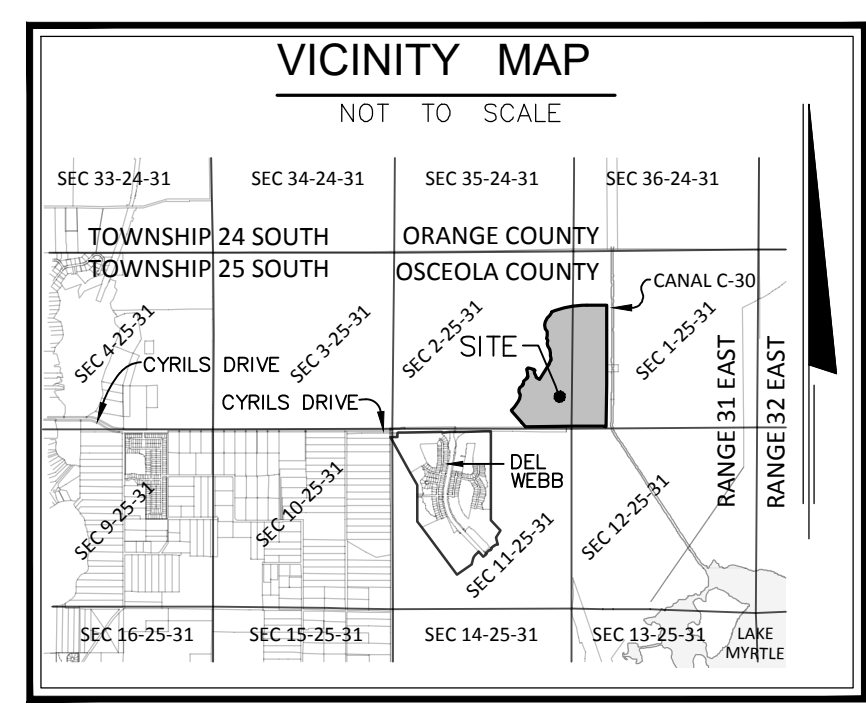 VICINITY MAP
NOT TO SCALE
SEC 33-24-31
SEC 34-24-31
SEC 35-24-31
SEC 36-24-31
TOWNSHIP 24 SOUTH
ORANGE COUNTY
TOWNSHIP 25 SOUTH
OSCEOLA COUNTY
CANAL C-30
SEC 4-25-31
SEC 3-25-31
SEC 2-25-31
SITE
SEC 1-25-31
CYRILS DRIVE
CYRILS DRIVE
RANGE 31 EAST
RANGE 32 EAST
DEL
WEBB
SEC 9-25-31
SEC 10-25-31
SEC 11-25-31
SEC 12-25-31
SEC 16-25-31
SEC 15-25-31
SEC 14-25-31
SEC 13-25-31
LAKE
MYRTLE